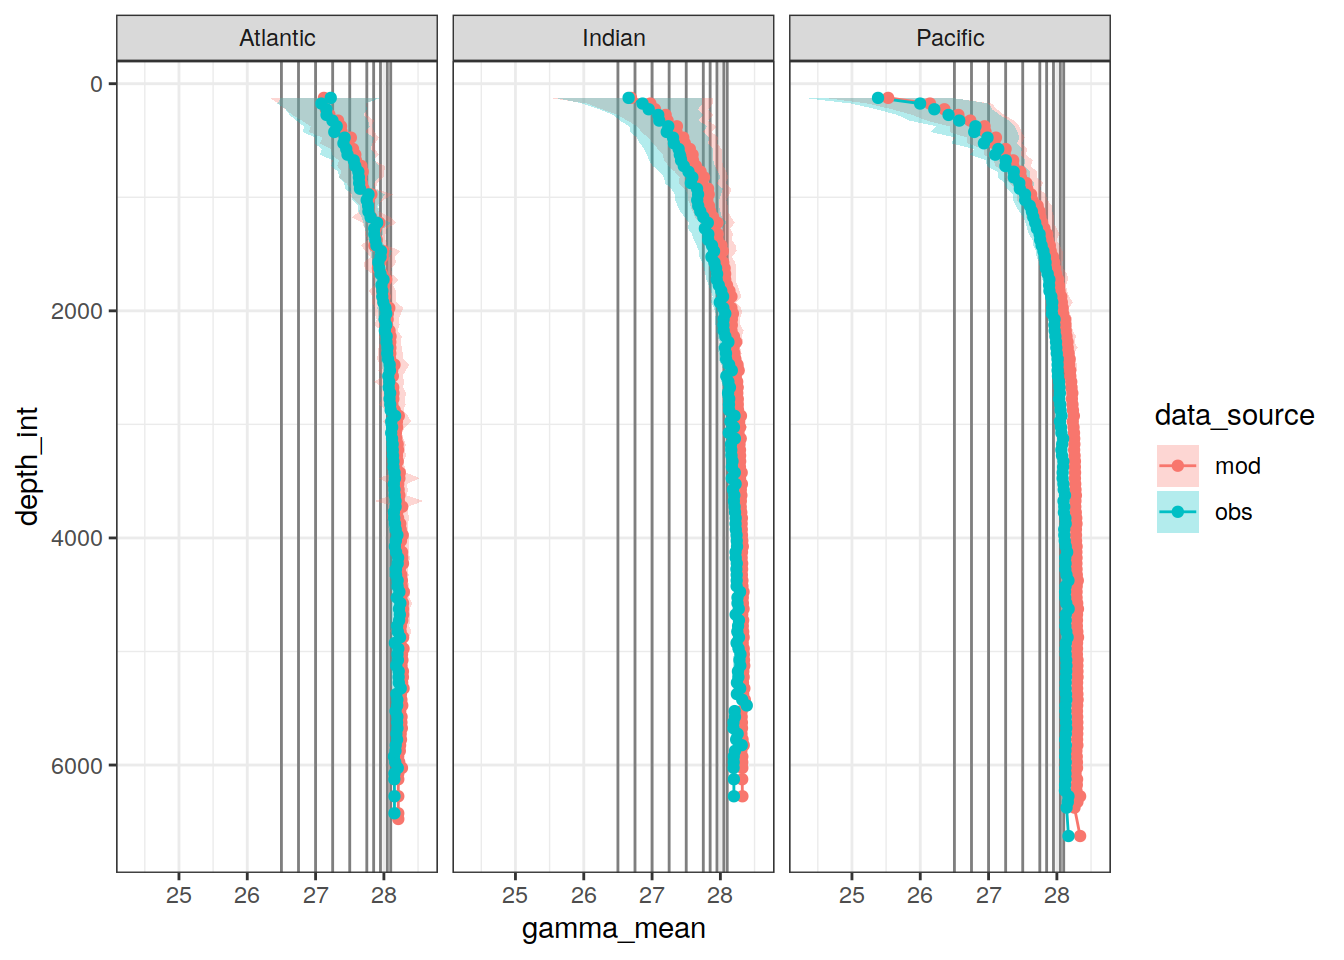 Atlantic Indian Pacific
0
2000
4000
6000
depth_int
25 26 27 28 25 26 27 28 25 26 27 28
gamma_mean
data_source
mod
obs